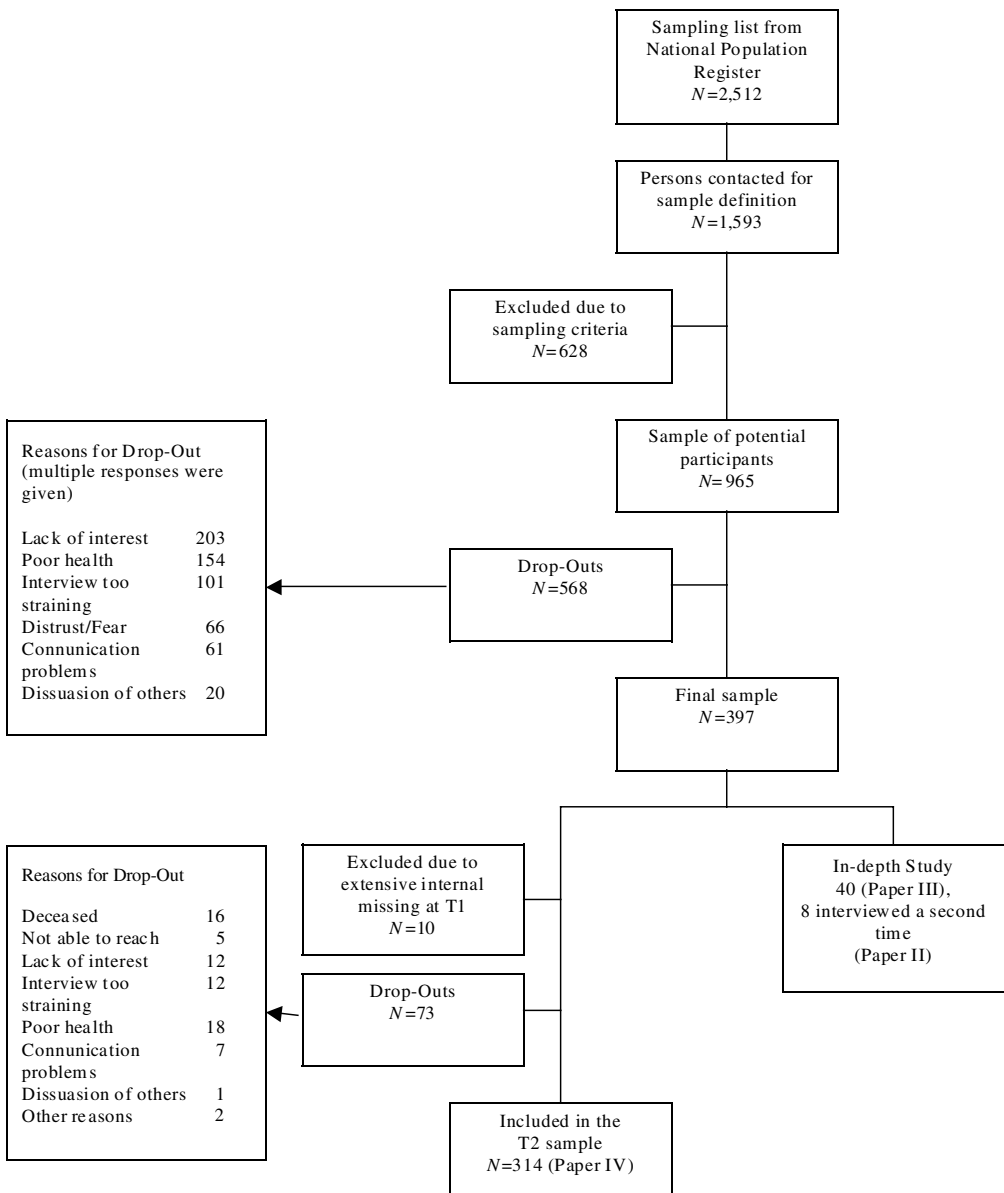 Sampling list from
National Population
Register
N=2,512
Persons contacted for
sample definition
N=1,593
Excluded due to
sampling criteria
N=628
Sample of potential
participants
N=965
Reasons for Drop-Out
(multiple responses were
given)
Lack of interest 203
Poor health 154
Interview too 101
straining
Distrust/Fear 66
Connunication 61
problems
Dissuasion of others 20
Drop-Outs
N=568
Final sample
N=397
Excluded due to
extensive internal
missing at T1
N=10
In-depth Study
40 (Paper III),
8 interviewed a second
time
(Paper II)
Reasons for Drop-Out
Deceased 16
Not able to reach 5
Lack of interest 12
Interview too 12
straining
Poor health 18
Connunication 7
problems
Dissuasion of others 1
Other reasons 2
Drop-Outs
N=73
Included in the
T2 sample
N=314 (Paper IV)